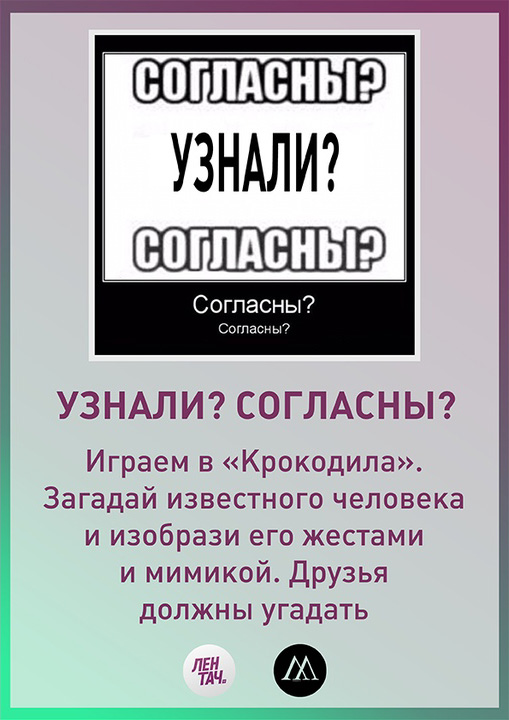 СОГЛАСНЫ?
УЗНАЛИ?
СОГЛАСНЫ?
Согласны?
Согласны?
УЗНАЛИ? СОГЛАСНЫ?
Играем в «Крокодила».
Загадай известного человека
и изобрази его жестами
и мимикой. Друзья
должны угадать
ЛЕН
ТАЧ.